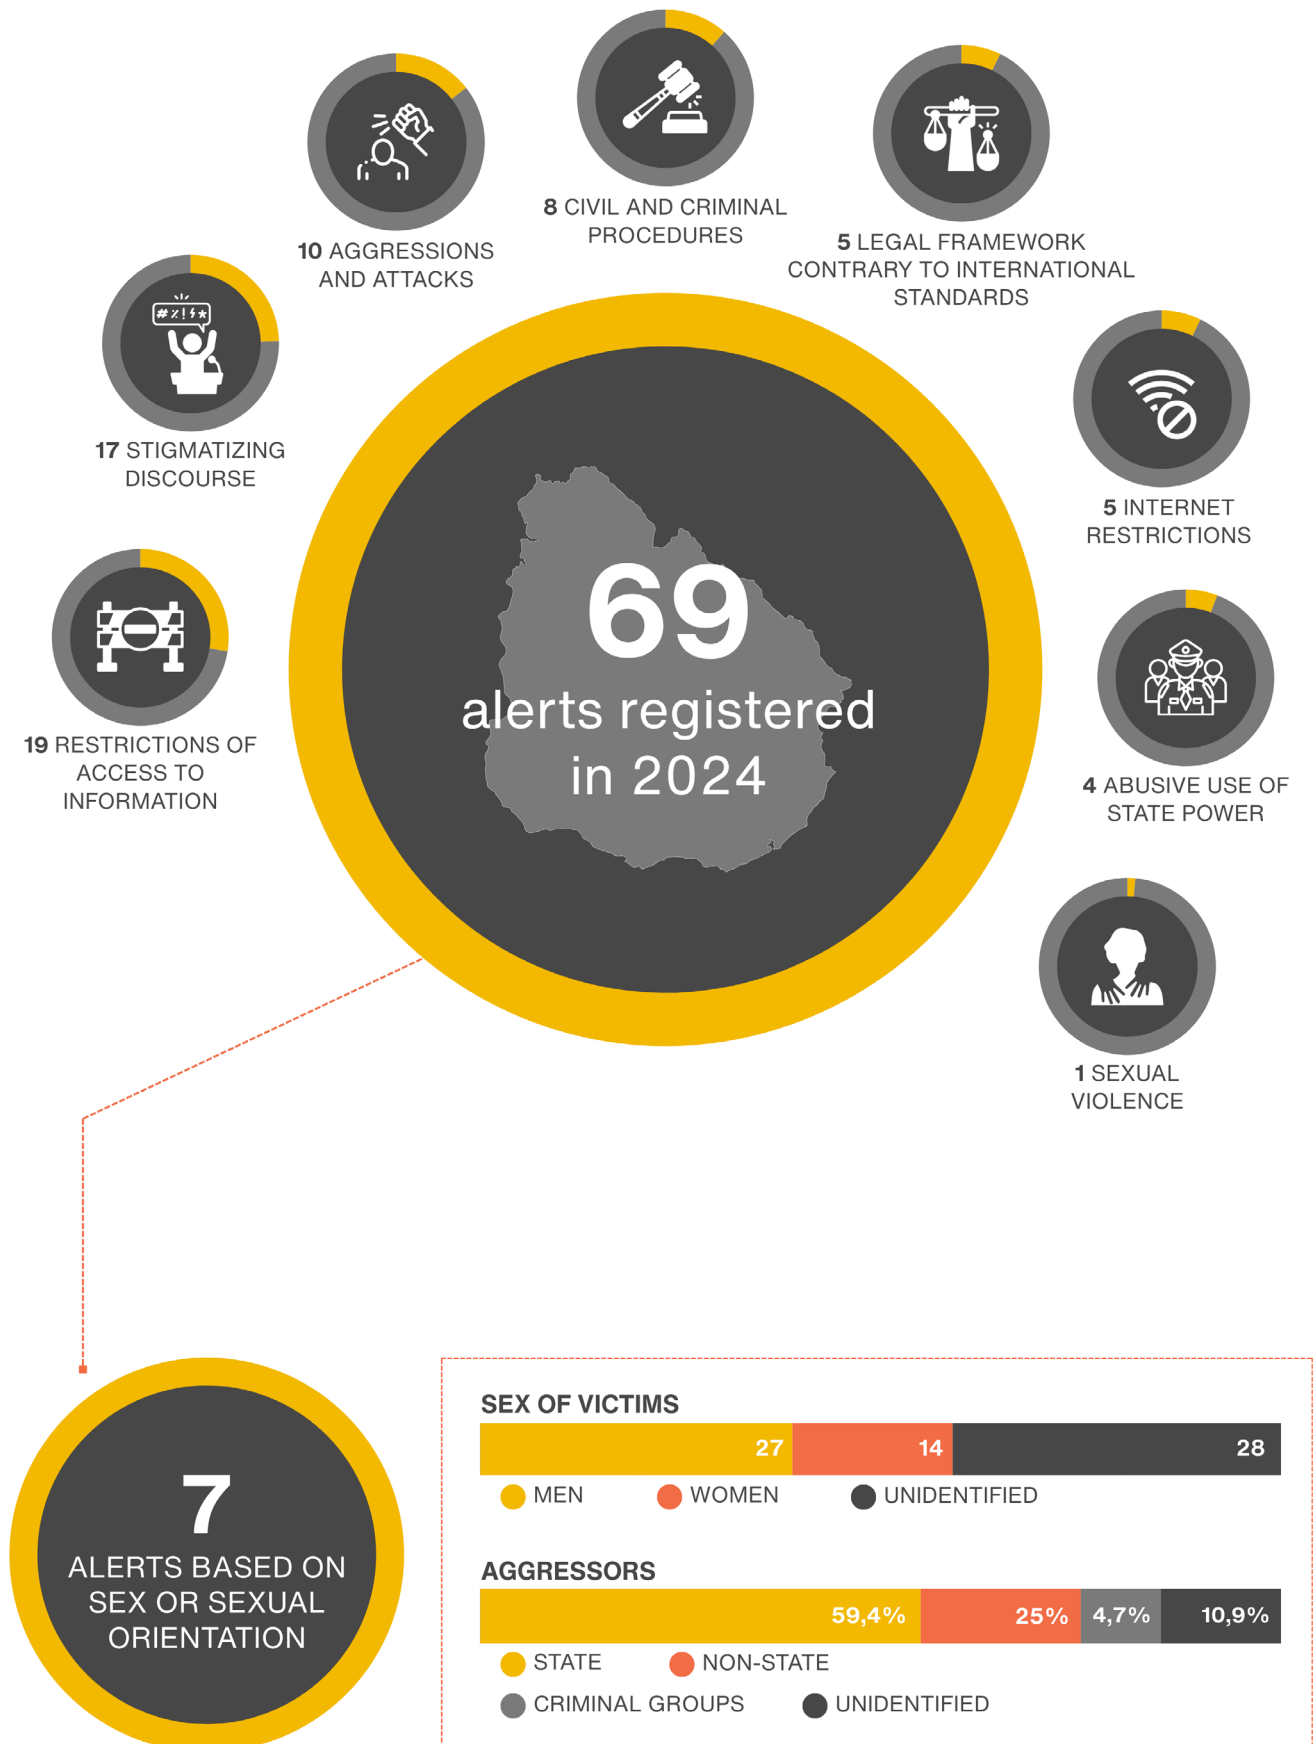 8 CIVIL AND CRIMINAL
PROCEDURES
10 AGGRESSIONS
AND ATTACKS
5 LEGAL FRAMEWORK
CONTRARY TO INTERNATIONAL
STANDARDS
#%!⚡*
17 STIGMATIZING
DISCOURSE
5 INTERNET
RESTRICTIONS
69
alerts registered
in 2024
19 RESTRICTIONS OF
ACCESS TO
INFORMATION
4 ABUSIVE USE OF
STATE POWER
1 SEXUAL
VIOLENCE
7
ALERTS BASED ON
SEX OR SEXUAL
ORIENTATION
SEX OF VICTIMS
27 14 28
MEN WOMEN UNIDENTIFIED
AGGRESSORS
59,4% 25% 4,7% 10,9%
STATE NON-STATE
CRIMINAL GROUPS UNIDENTIFIED